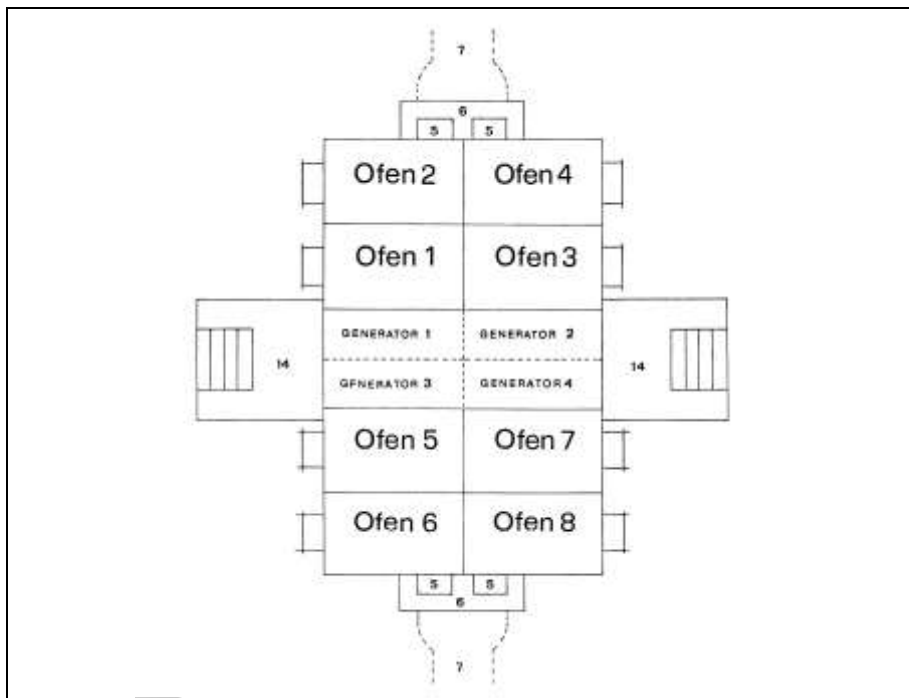 7
6
5 5
Ofen 2 Ofen 4
Ofen 1 Ofen 3
GENERATOR 1 GENERATOR 2
14 14
GFNERATOR 3 GENERATOR 4
Ofen 5 Ofen 7
Ofen 6 Ofen 8
5 5
6
7